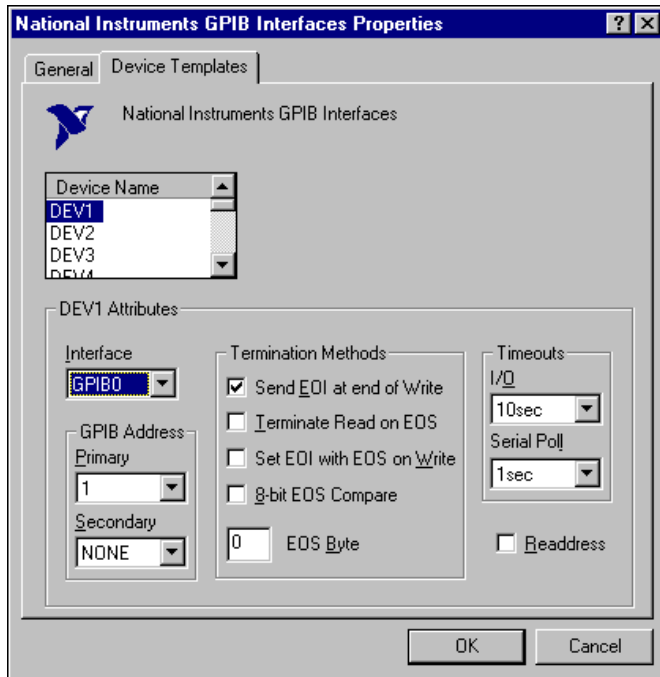 National Instruments GPIB Interfaces Properties
General
Device Templates
National Instruments GPIB Interfaces
Device Name
DEV1
DEV2
DEV3
DEV4
DEV1 Attributes
Interface
GPIB0
GPIB Address
Primary
1
Secondary
NONE
Termination Methods
Send EOI at end of Write
Terminate Read on EOS
Set EOI with EOS on Write
8-bit EOS Compare
0 EOS Byte
Timeouts
I/O
10sec
Serial Poll
1sec
Readdress
OK
Cancel